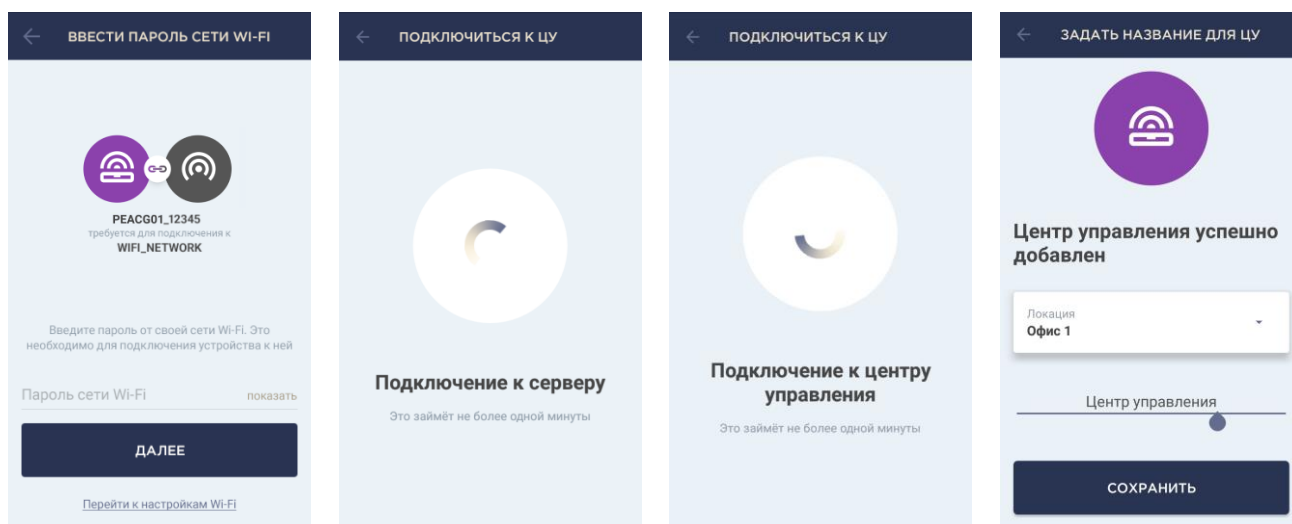 ВВЕСТИ ПАРОЛЬ СЕТИ WI-FI
PEACG01_12345
требуется для подключения к
WIFI_NETWORK
Введите пароль от своей сети Wi-Fi. Это
необходимо для подключения устройства к ней
Пароль сети Wi-Fi
показать
ДАЛЕЕ
Перейти к настройкам Wi-Fi
ПОДКЛЮЧИТЬСЯ К ЦУ
Подключение к серверу
Это займёт не более одной минуты
ПОДКЛЮЧИТЬСЯ К ЦУ
Подключение к центру
управления
Это займёт не более одной минуты
ЗАДАТЬ НАЗВАНИЕ ДЛЯ ЦУ
Центр управления успешно
добавлен
Локация
Офис 1
Центр управления
СОХРАНИТЬ